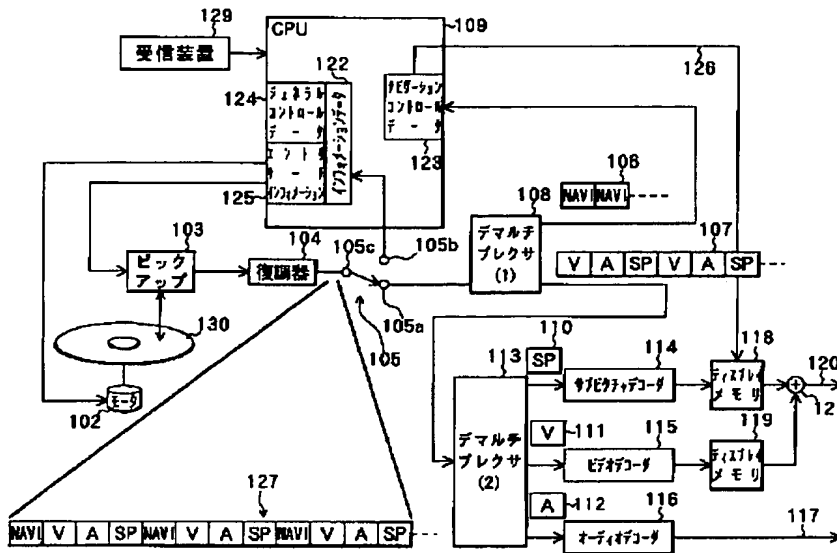 129
受信装置
CPU
109
122
124
ジェネラル
コントロール
データ
125
インフォメーション
インフォメーションデータ
ナビゲーション
コントロール
データ
123
126
106
NAVI NAVI
108
デマルチ
プレクサ
(1)
107
V A SP V A SP
103
ピック
アップ
104
復調器
105c
105b
105a
105
130
モータ
102
113
デマルチ
プレクサ
(2)
110
SP
114
サブピクチャデコーダ
118
ディスプレイ
メモリ
120
12
V
111
115
ビデオデコーダ
119
ディスプレイ
メモリ
A
112
116
オーディオデコーダ
117
127
NAVI V A SP NAVI V A SP NAVI V A SP